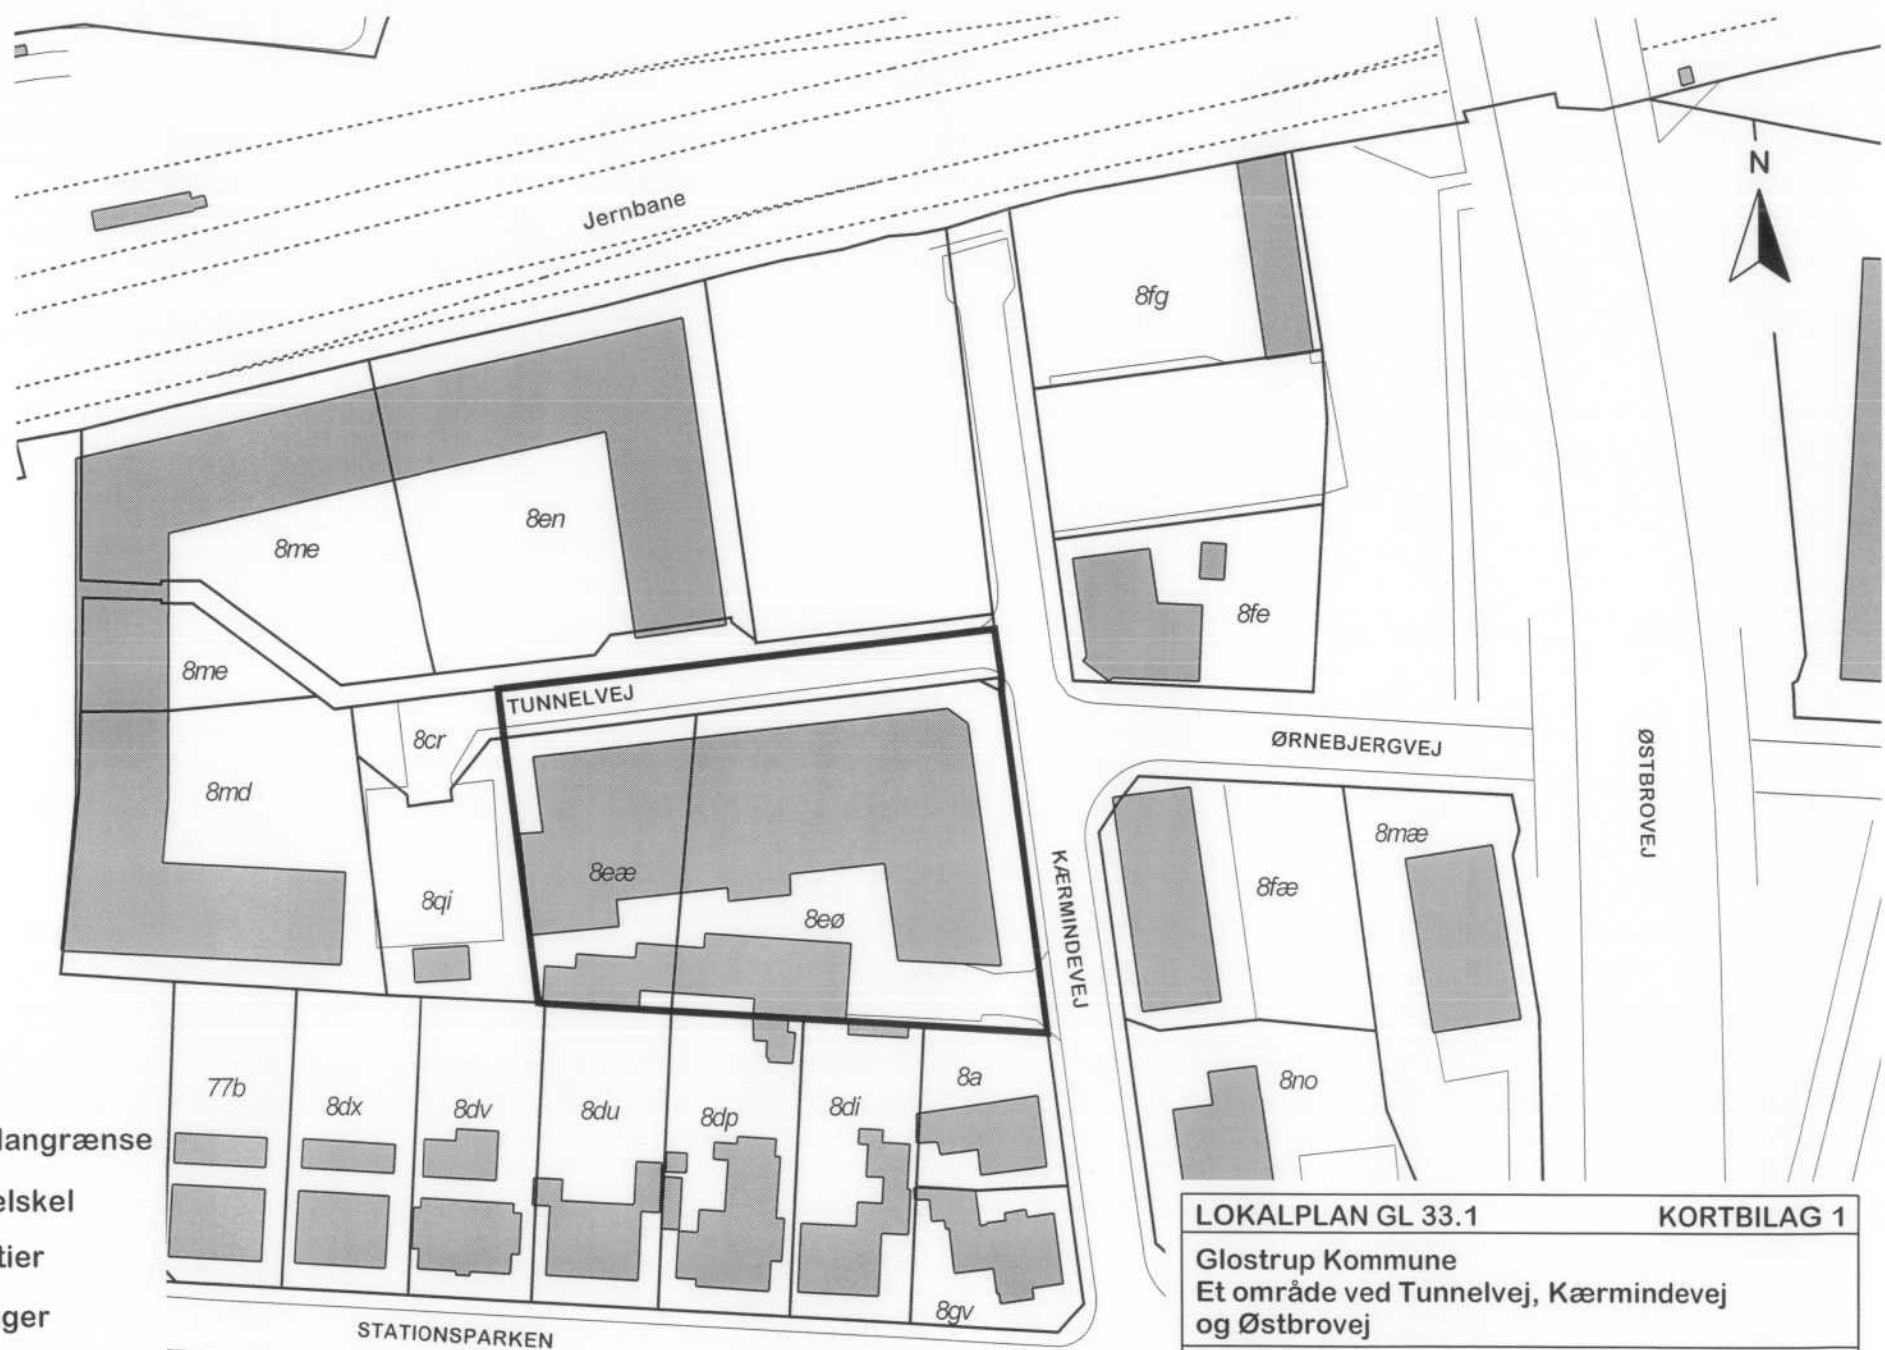 Jernbane
N
8fg
8en
8me
8fe
8me
TUNNELVEJ
8cr
ØRNEBJERGVEJ
ØSTBROVEJ
8md
8mæ
8eæ
8fæ
8qi
8eø
KÆRMINDEVEJ
77b
8dx
8dv
8du
8dp
8di
8a
8no
langrænse
elskel
tier
ger
8gv
STATIONSPARKEN
LOKALPLAN GL 33.1 KORTBILAG 1
Glostrup Kommune
Et område ved Tunnelvej, Kærmindevej
og Østbrovej